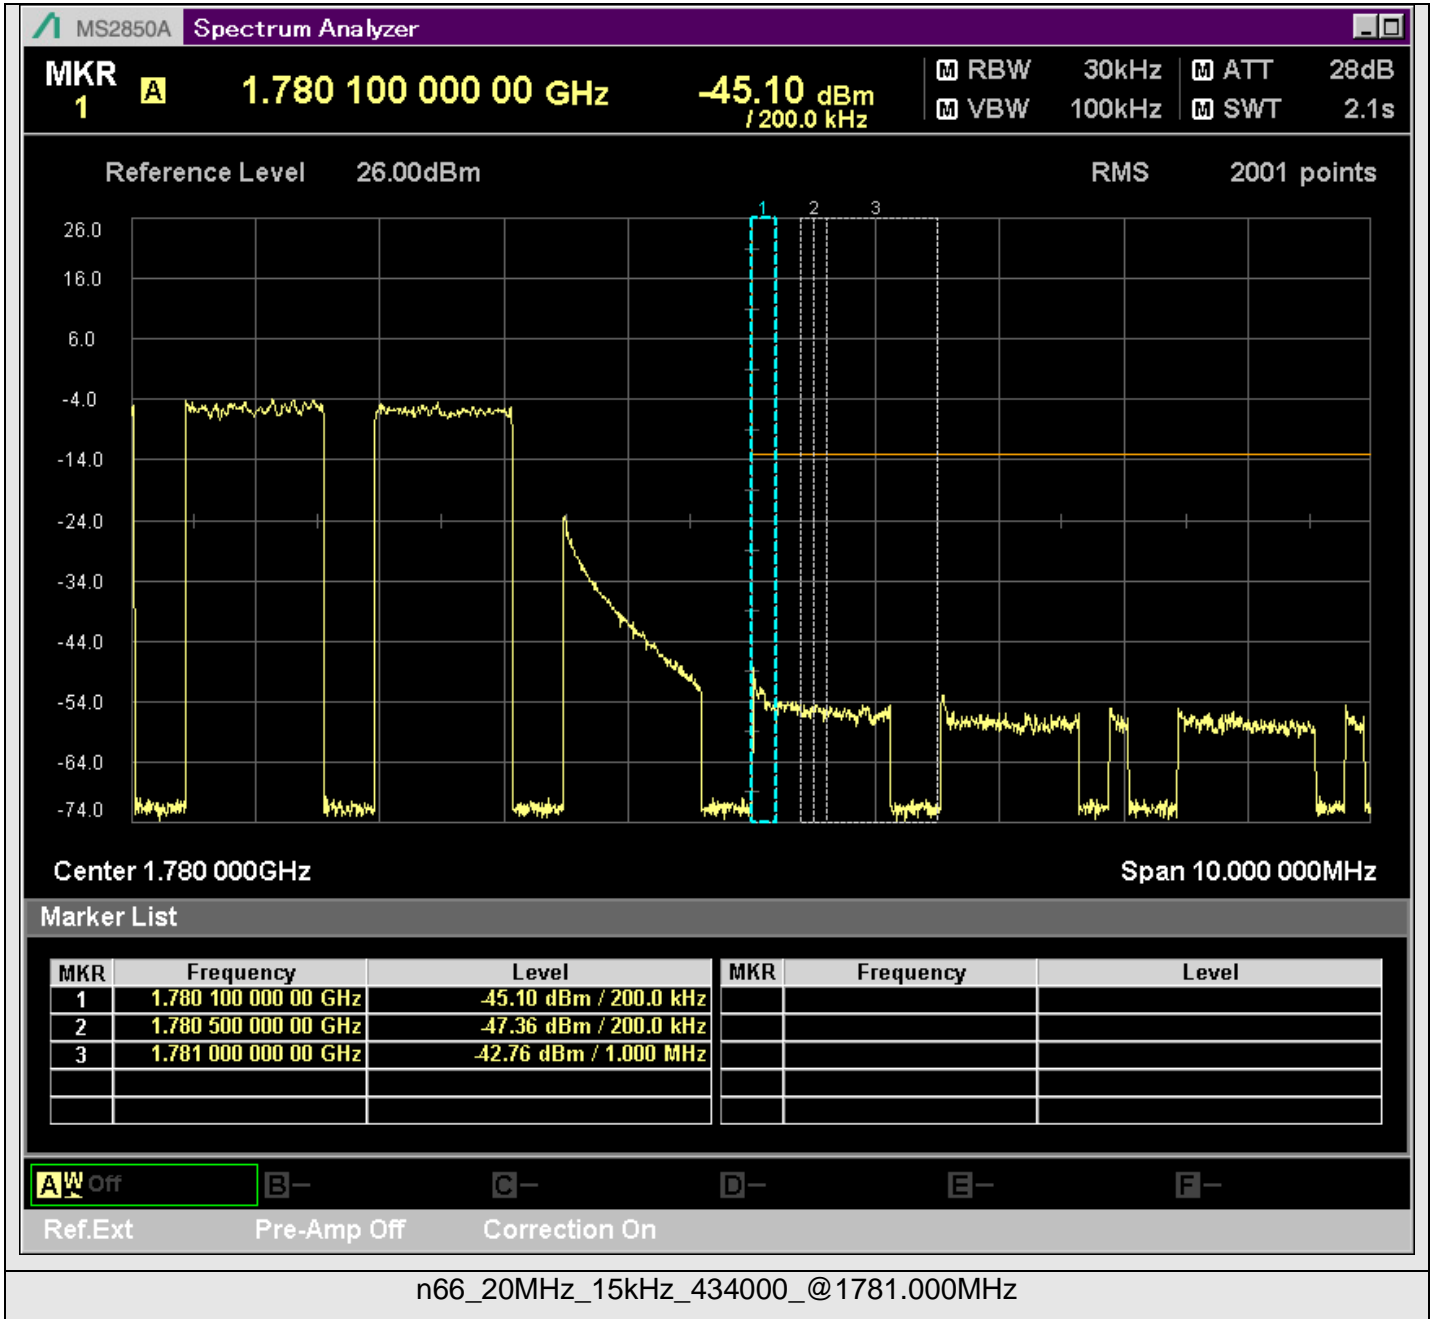 MS2850A Spectrum Analyzer
MKR 1 A 1.780 100 000 00 GHz -45.10 dBm / 200.0 kHz
M RBW 30kHz M ATT 28dB
M VBW 100kHz M SWT 2.1s
Reference Level 26.00dBm RMS 2001 points
1 2 3
26.0
16.0
6.0
-4.0
-14.0
-24.0
-34.0
-44.0
-54.0
-64.0
-74.0
Center 1.780 000GHz Span 10.000 000MHz
Marker List
MKR Frequency Level MKR Frequency Level
1 1.780 100 000 00 GHz -45.10 dBm / 200.0 kHz
2 1.780 500 000 00 GHz -47.36 dBm / 200.0 kHz
3 1.781 000 000 00 GHz -42.76 dBm / 1.000 MHz
A W Off B – C – D – E – F –
Ref.Ext Pre-Amp Off Correction On
n66_20MHz_15kHz_434000_@1781.000MHz